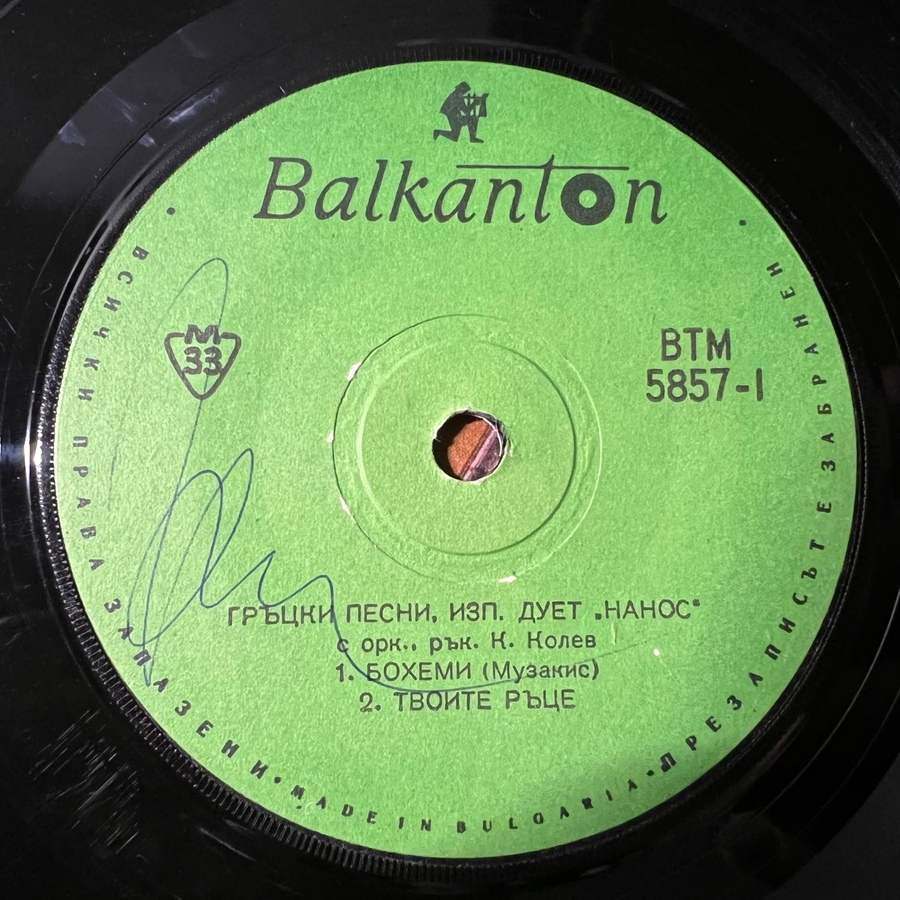 Balkanton
M
33
ВТМ
5857-I
ГРЪЦКИ ПЕСНИ, ИЗП. ДУЕТ „НАНОС"
с орк., рък. К. Колев
1. БОХЕМИ (Музакис)
2. ТВОИТЕ РЪЦЕ
• ВСИЧКИ ПРАВА ЗАПАЗЕНИ • MADE IN BULGARIA • ПРЕЗАПИСЪТ Е ЗАБРАНЕН •